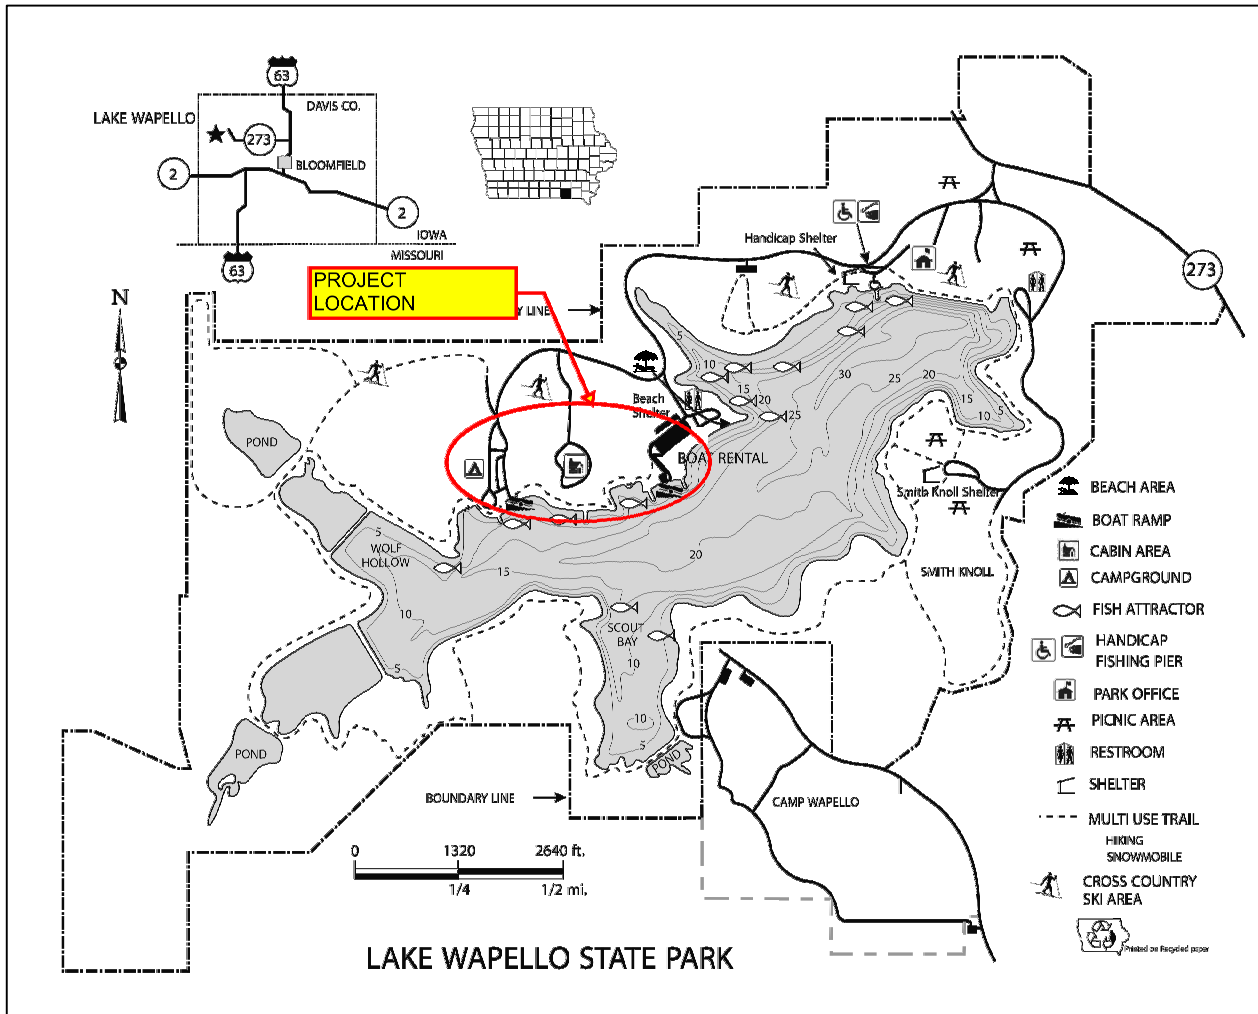 63
DAVIS CO.
LAKE WAPELLO
273
BLOOMFIELD
2
2
IOWA
MISSOURI
63
N
PROJECT
LOCATION
Y LINE
Handicap Shelter
273
5
10
15
20
25
30
25
20
15
10
5
Beach
Shelter
BOAT RENTAL
POND
5
WOLF
HOLLOW
15
20
10
5
SCOUT
BAY
10
10
5
POND
POND
Smith Knoll Shelter
SMITH KNOLL
BOUNDARY LINE
CAMP WAPELLO
0 1320 2640 ft.
1/4 1/2 mi.
LAKE WAPELLO STATE PARK
BEACH AREA
BOAT RAMP
CABIN AREA
CAMPGROUND
FISH ATTRACTOR
HANDICAP
FISHING PIER
PARK OFFICE
PICNIC AREA
RESTROOM
SHELTER
MULTI USE TRAIL
HIKING
SNOWMOBILE
CROSS COUNTRY
SKI AREA
Printed on Recycled paper